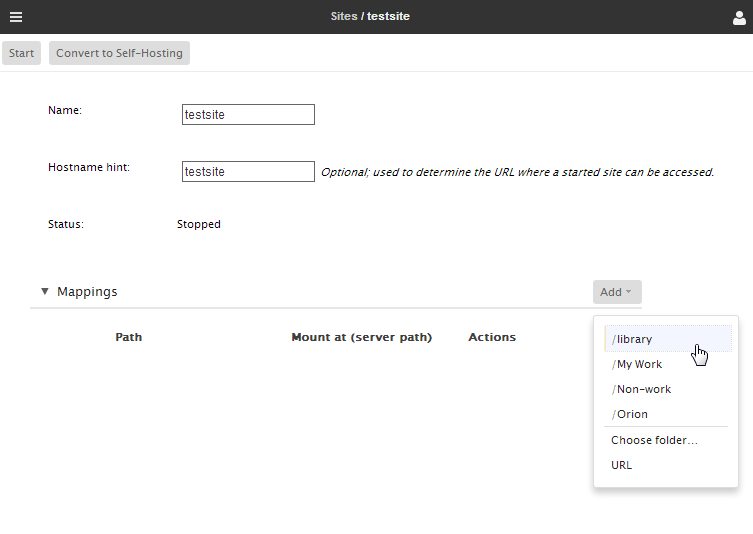 Sites / testsite
Start Convert to Self-Hosting
Name: testsite
Hostname hint: testsite Optional; used to determine the URL where a started site can be accessed.
Status: Stopped
Mappings Add
Path Mount at (server path) Actions
/library
/My Work
/Non-work
/Orion
Choose folder...
URL